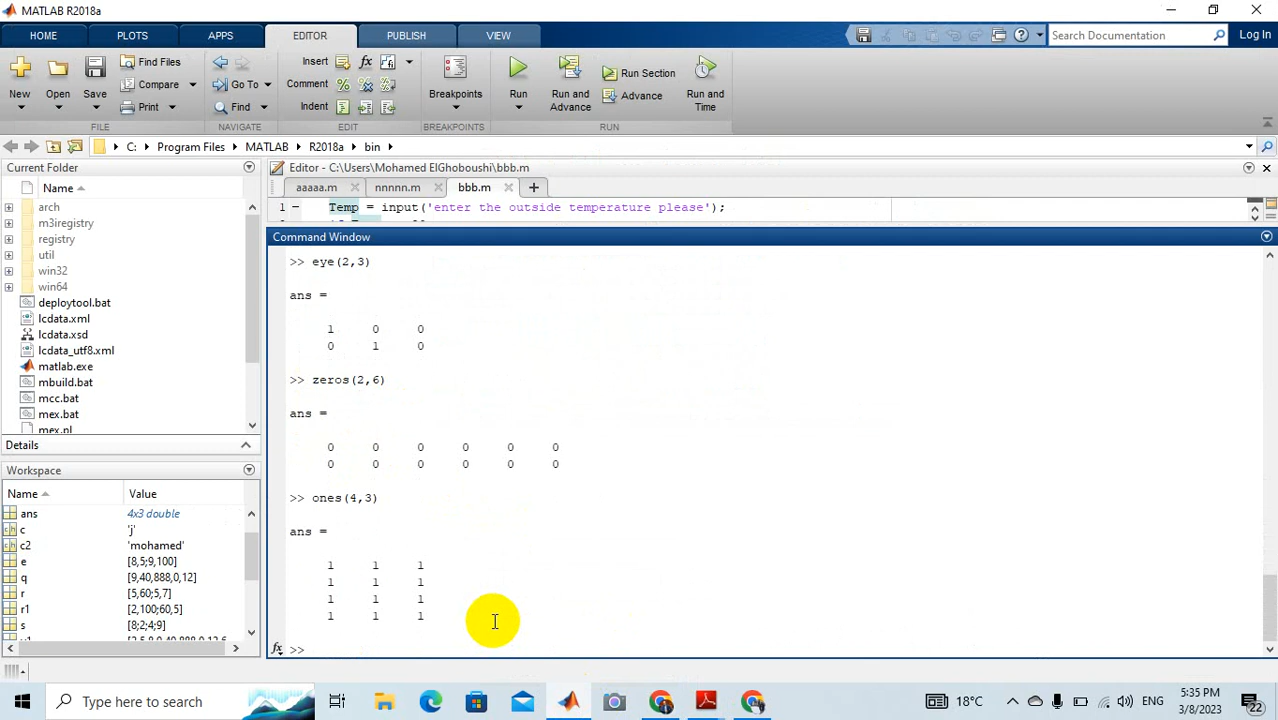 MATLAB R2018a
HOME PLOTS APPS EDITOR PUBLISH VIEW Search Documentation Log In
New Open Save Find Files Compare Print
Go To Find
Insert fx Comment Indent
Breakpoints
Run Run and Advance Run Section Advance Run and Time
FILE NAVIGATE EDIT BREAKPOINTS RUN
C: Program Files MATLAB R2018a bin
Current Folder
Name
arch
m3iregistry
registry
util
win32
win64
deploytool.bat
lcdata.xml
lcdata.xsd
lcdata_utf8.xml
matlab.exe
mbuild.bat
mcc.bat
mex.bat
mex.pl
Details
Workspace
Name Value
ans 4x3 double
c 'j'
c2 'mohamed'
e [8,5;9,100]
q [9,40,888,0,12]
r [5,60;5,7]
r1 [2,100;60,5]
s [8;2;4;9]
Editor - C:\Users\Mohamed ElGhoboushi\bbb.m
aaaaa.m nnnnn.m bbb.m
1 Temp = input('enter the outside temperature please');
Command Window
>> eye(2,3)
ans =
1 0 0
0 1 0
>> zeros(2,6)
ans =
0 0 0 0 0 0
0 0 0 0 0 0
>> ones(4,3)
ans =
1 1 1
1 1 1
1 1 1
1 1 1
fx >>
Type here to search
18°C ENG 5:35 PM
3/8/2023 22